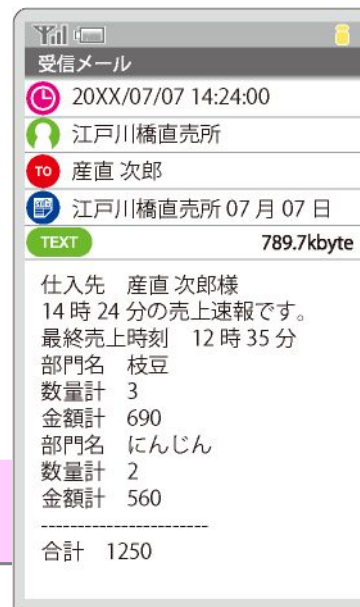 受信メール
20XX/07/07 14:24:00
江戸川橋直売所
TO 産直 次郎
江戸川橋直売所 07 月 07 日
TEXT 789.7kbyte
仕入先 産直 次郎様
14 時 24 分の売上速報です。
最終売上時刻 12 時 35 分
部門名 枝豆
数量計 3
金額計 690
部門名 にんじん
数量計 2
金額計 560
-----------------------
合計 1250